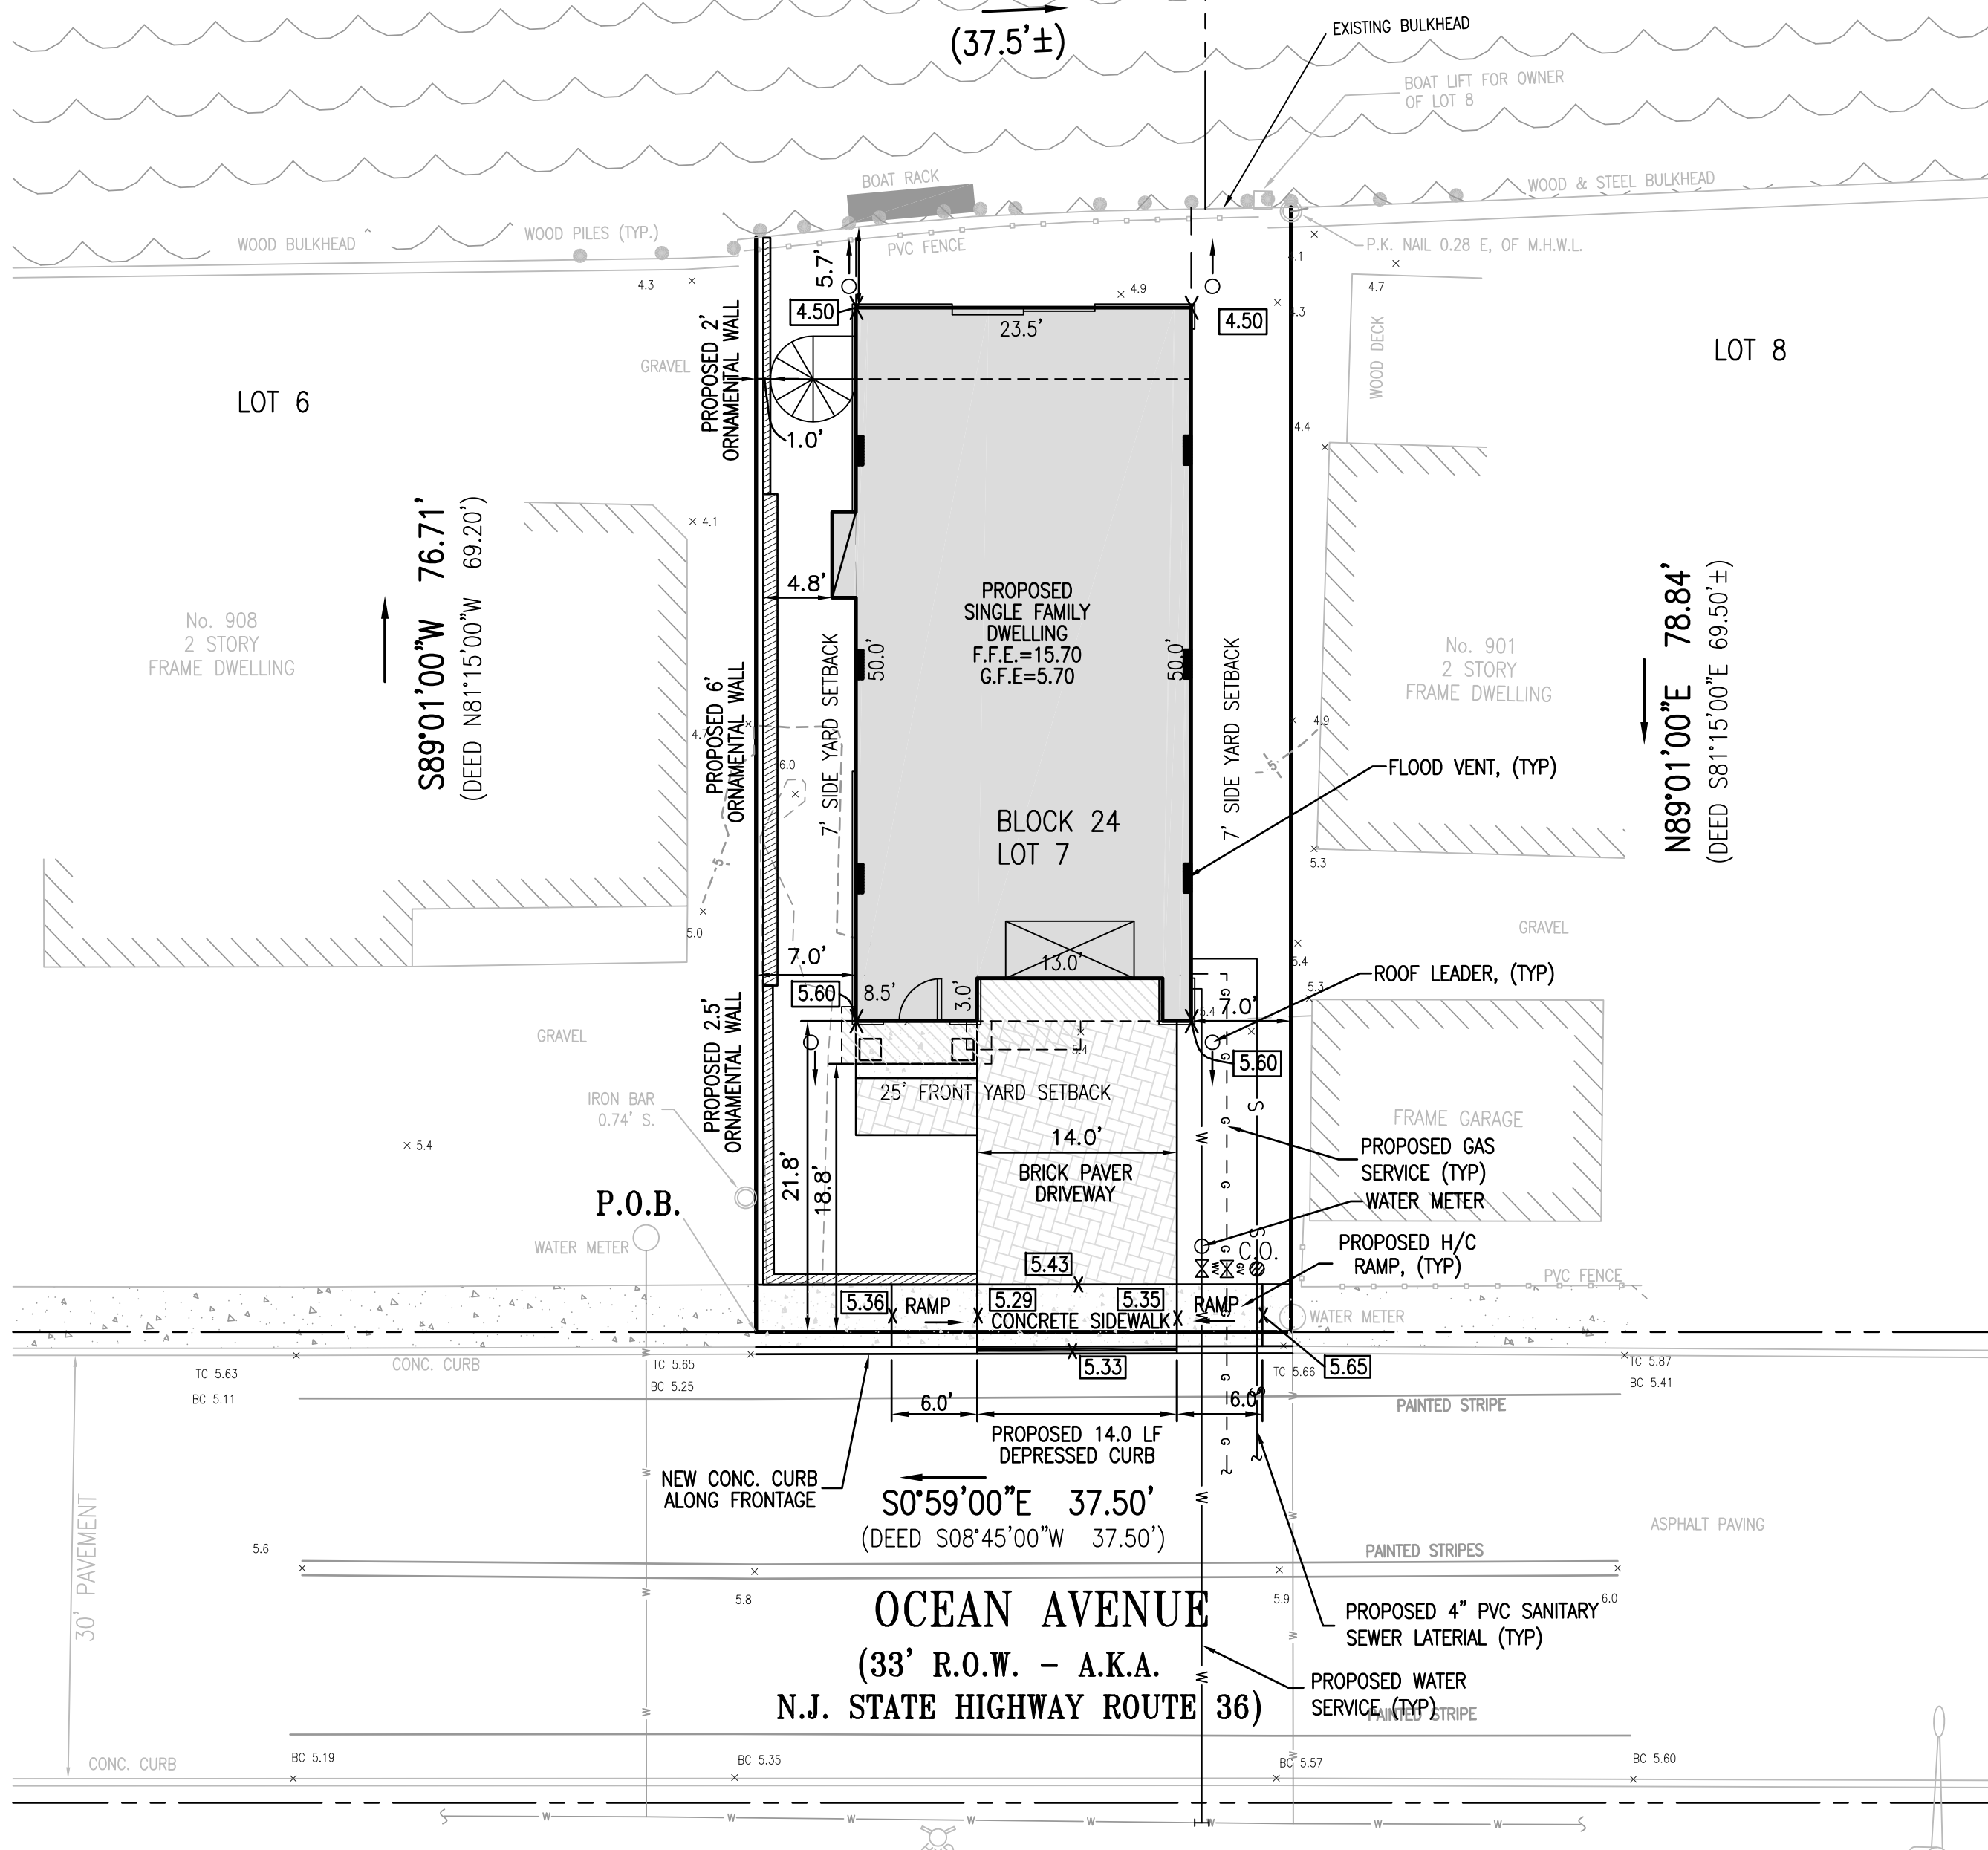 (37.5'±)
EXISTING BULKHEAD
BOAT LIFT FOR OWNER
OF LOT 8
BOAT RACK
WOOD & STEEL BULKHEAD
WOOD BULKHEAD
WOOD PILES (TYP.)
PVC FENCE
P.K. NAIL 0.28 E, OF M.H.W.L.
4.3
5.7'
4.9
4.1
4.7
4.3
4.50
23.5'
4.50
PROPOSED 2'
ORNAMENTAL WALL
GRAVEL
WOOD DECK
LOT 8
LOT 6
1.0'
4.4
S89°01'00"W 76.71'
(DEED N81°15'00"W 69.20')
4.1
4.8'
PROPOSED
SINGLE FAMILY
DWELLING
F.F.E.=15.70
G.F.E=5.70
50.0'
50.0'
7' SIDE YARD SETBACK
7' SIDE YARD SETBACK
No. 908
2 STORY
FRAME DWELLING
No. 901
2 STORY
FRAME DWELLING
N89°01'00"E 78.84'
(DEED S81°15'00"E 69.50'±)
PROPOSED 6'
ORNAMENTAL WALL
4.7
6.0
4.9
5
5
FLOOD VENT, (TYP)
BLOCK 24
LOT 7
5.3
5.0
GRAVEL
7.0'
13.0'
5.4
ROOF LEADER, (TYP)
5.60
8.5'
3.0'
5.3
5.4
7.0'
PROPOSED 2.5'
ORNAMENTAL WALL
GRAVEL
5.4
5.60
25' FRONT YARD SETBACK
IRON BAR
0.74' S.
5.4
FRAME GARAGE
S
W
G
G
G
G
14.0'
PROPOSED GAS
SERVICE (TYP)
21.8'
18.8'
BRICK PAVER
DRIVEWAY
WATER METER
P.O.B.
WATER METER
S
C.O.
PROPOSED H/C
RAMP, (TYP)
5.43
WV
GV
PVC FENCE
5.36
RAMP
5.29
5.35
RAMP
CONCRETE SIDEWALK
WATER METER
CONC. CURB
TC 5.63
BC 5.11
TC 5.65
BC 5.25
5.33
TC 5.66
5.65
TC 5.87
BC 5.41
6.0'
6.0'
PAINTED STRIPE
PROPOSED 14.0 LF
DEPRESSED CURB
NEW CONC. CURB
ALONG FRONTAGE
S0°59'00"E 37.50'
(DEED S08°45'00"W 37.50')
30' PAVEMENT
ASPHALT PAVING
5.6
PAINTED STRIPES
5.8
5.9
6.0
OCEAN AVENUE
(33' R.O.W. - A.K.A.
N.J. STATE HIGHWAY ROUTE 36)
PROPOSED 4" PVC SANITARY
SEWER LATERIAL (TYP)
PROPOSED WATER
SERVICE (TYP)
PAINTED STRIPE
CONC. CURB
BC 5.19
BC 5.35
BC 5.57
BC 5.60
W
W
W
W
W
W
W
W